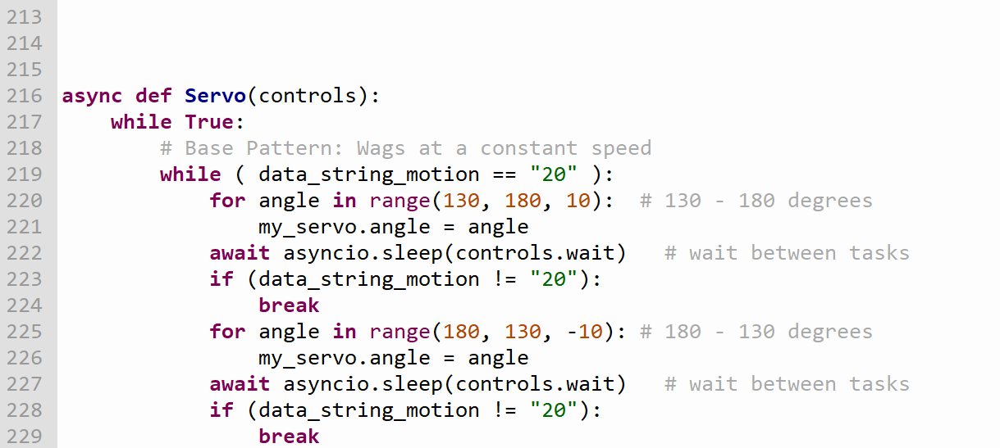 213
214
215
216 async def Servo(controls):
217     while True:
218         # Base Pattern: Wags at a constant speed
219         while ( data_string_motion == "20" ):
220             for angle in range(130, 180, 10):  # 130 - 180 degrees
221                 my_servo.angle = angle
222             await asyncio.sleep(controls.wait)   # wait between tasks
223             if (data_string_motion != "20"):
224                 break
225             for angle in range(180, 130, -10): # 180 - 130 degrees
226                 my_servo.angle = angle
227             await asyncio.sleep(controls.wait)   # wait between tasks
228             if (data_string_motion != "20"):
229                 break